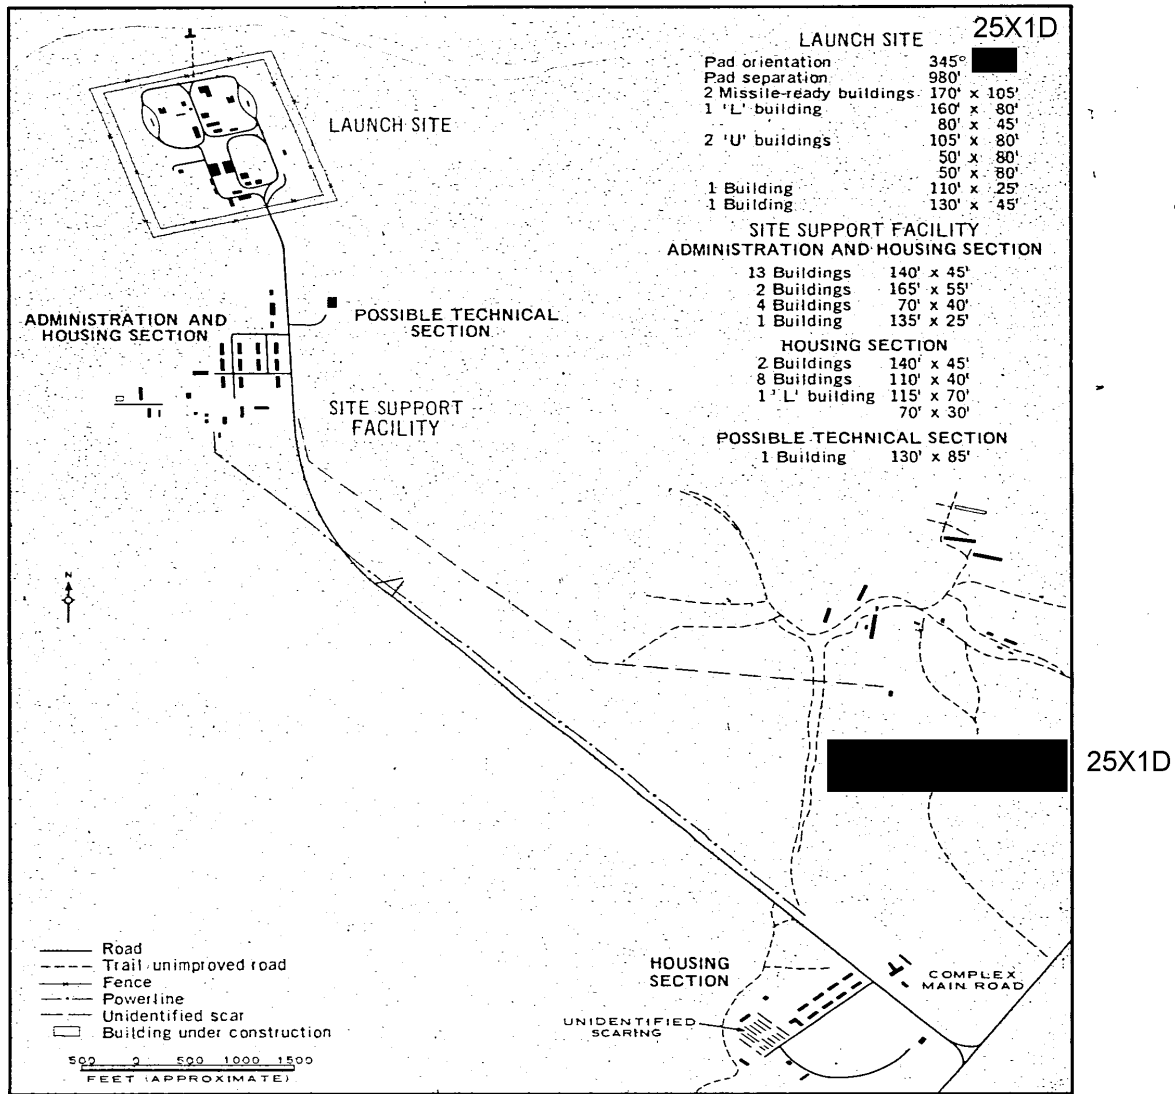 25X1D
LAUNCH SITE
Pad orientation 345°
Pad separation 980'
2 Missile-ready buildings 170' x 105'
1 'L' building 160' x 80'
80' x 45'
2 'U' buildings 105' x 80'
50' x 80'
50' x 80'
1 Building 110' x 25'
1 Building 130' x 45'
SITE SUPPORT FACILITY
ADMINISTRATION AND HOUSING SECTION
13 Buildings 140' x 45'
2 Buildings 165' x 55'
4 Buildings 70' x 40'
1 Building 135' x 25'
HOUSING SECTION
2 Buildings 140' x 45'
8 Buildings 110' x 40'
1 'L' building 115' x 70'
70' x 30'
POSSIBLE TECHNICAL SECTION
1 Building 130' x 85'
LAUNCH SITE
ADMINISTRATION AND
HOUSING SECTION
POSSIBLE TECHNICAL
SECTION
SITE SUPPORT
FACILITY
N
25X1D
HOUSING
SECTION
COMPLEX
MAIN ROAD
UNIDENTIFIED
SCARING
Road
Trail/unimproved road
Fence
Powerline
Unidentified scar
Building under construction
500 0 500 1000 1500
FEET (APPROXIMATE)